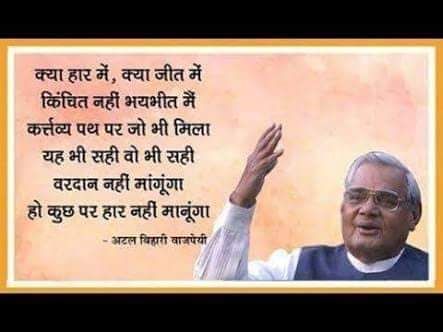 क्या हार में, क्या जीत में
किंचित नहीं भयभीत मैं
कर्त्तव्य पथ पर जो भी मिला
यह भी सही वो भी सही
वरदान नहीं मांगूंगा
हो कुछ पर हार नहीं मानूंगा
- अटल बिहारी वाजपेयी